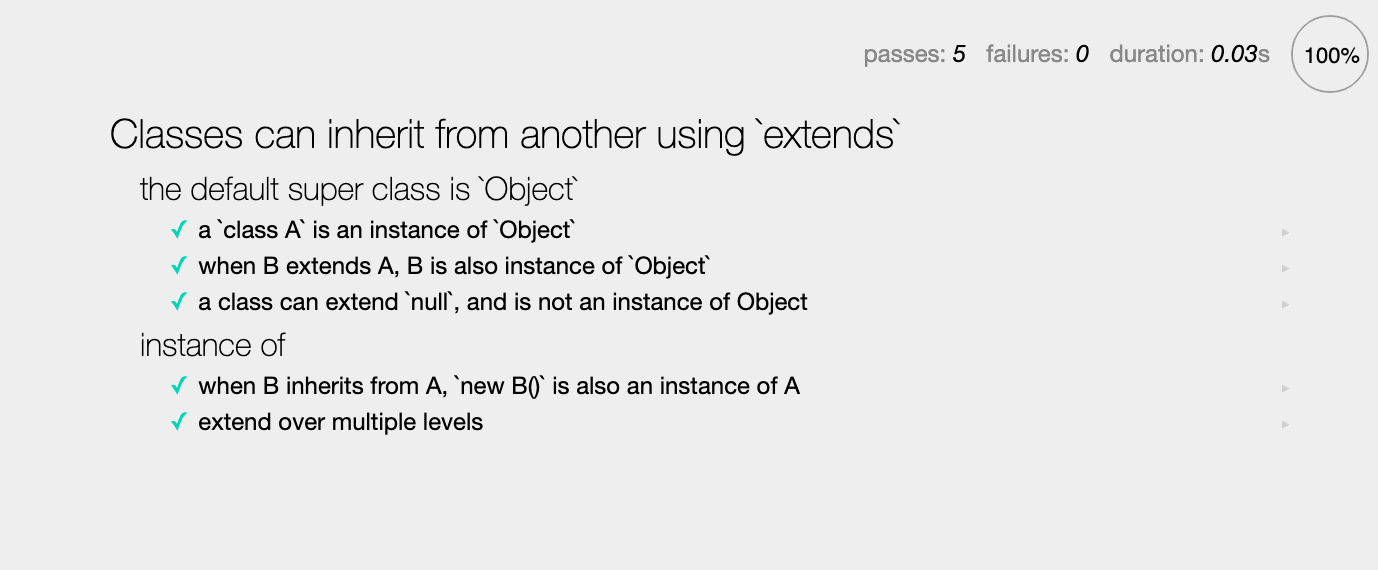 passes: 5 failures: 0 duration: 0.03s 100%
Classes can inherit from another using `extends`
the default super class is `Object`
✓ a `class A` is an instance of `Object`
✓ when B extends A, B is also instance of `Object`
✓ a class can extend `null`, and is not an instance of Object
instance of
✓ when B inherits from A, `new B()` is also an instance of A
✓ extend over multiple levels